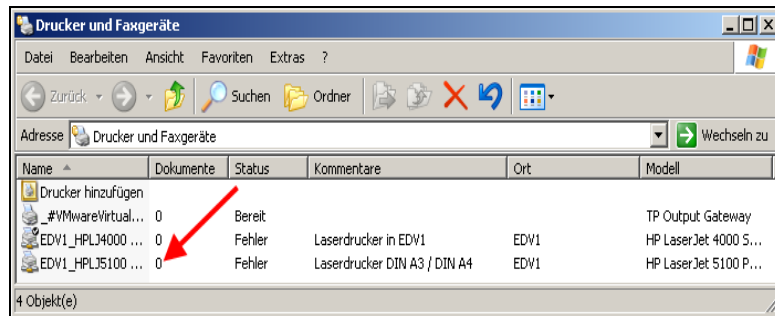 Drucker und Faxgeräte
Datei Bearbeiten Ansicht Favoriten Extras ?
Zurück Suchen Ordner
Adresse Drucker und Faxgeräte Wechseln zu
Name Dokumente Status Kommentare Ort Modell
Drucker hinzufügen
_#VMwareVirtual... 0 Bereit TP Output Gateway
EDV1_HPLJ4000 ... 0 Fehler Laserdrucker in EDV1 EDV1 HP LaserJet 4000 S...
EDV1_HPLJ5100 ... 0 Fehler Laserdrucker DIN A3 / DIN A4 EDV1 HP LaserJet 5100 P...
4 Objekt(e)